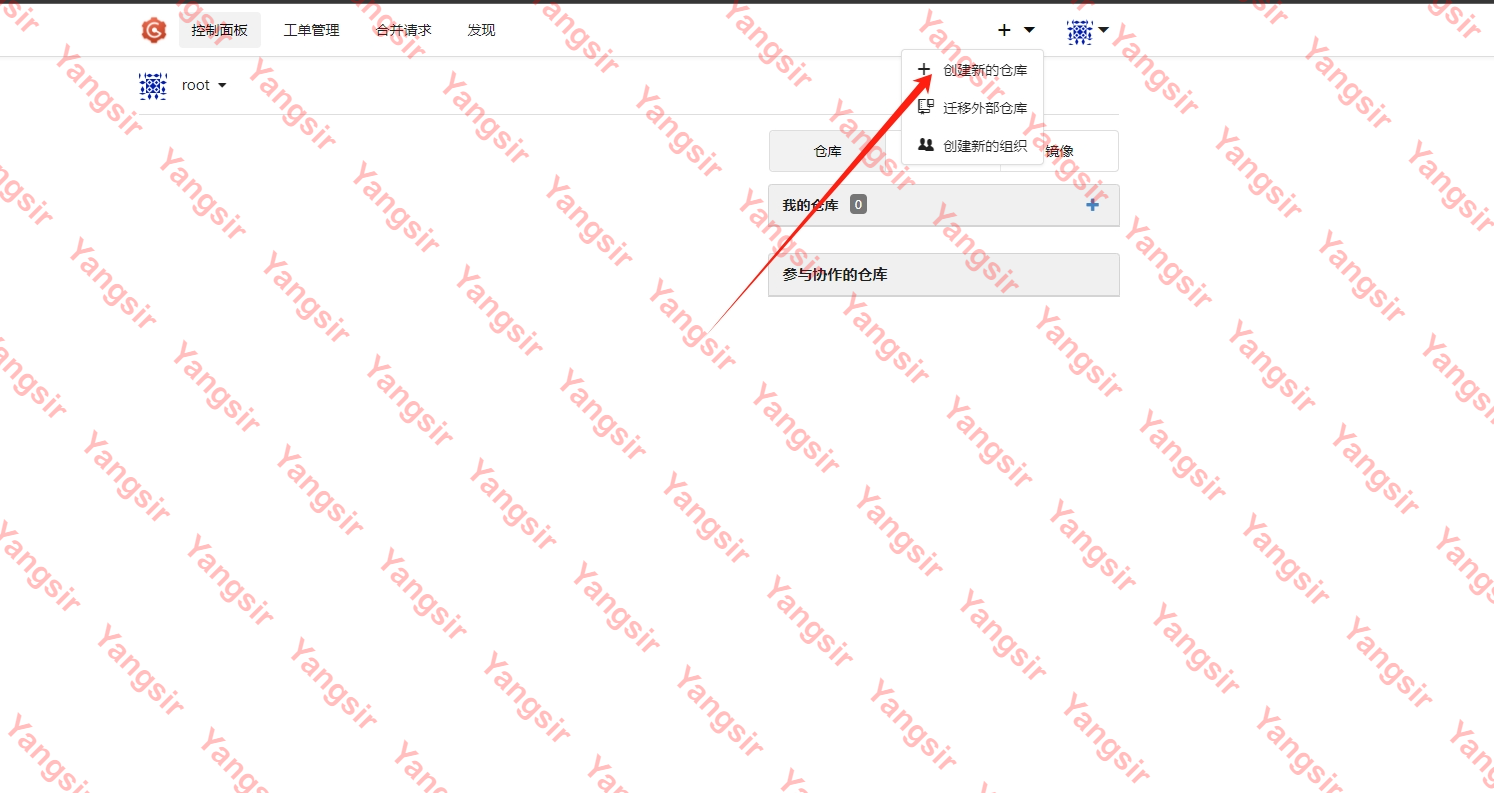 控制面板 工单管理 合并请求 发现
root
创建新的仓库
迁移外部仓库
创建新的组织
仓库 镜像
我的仓库 0
参与协作的仓库
Yangsir